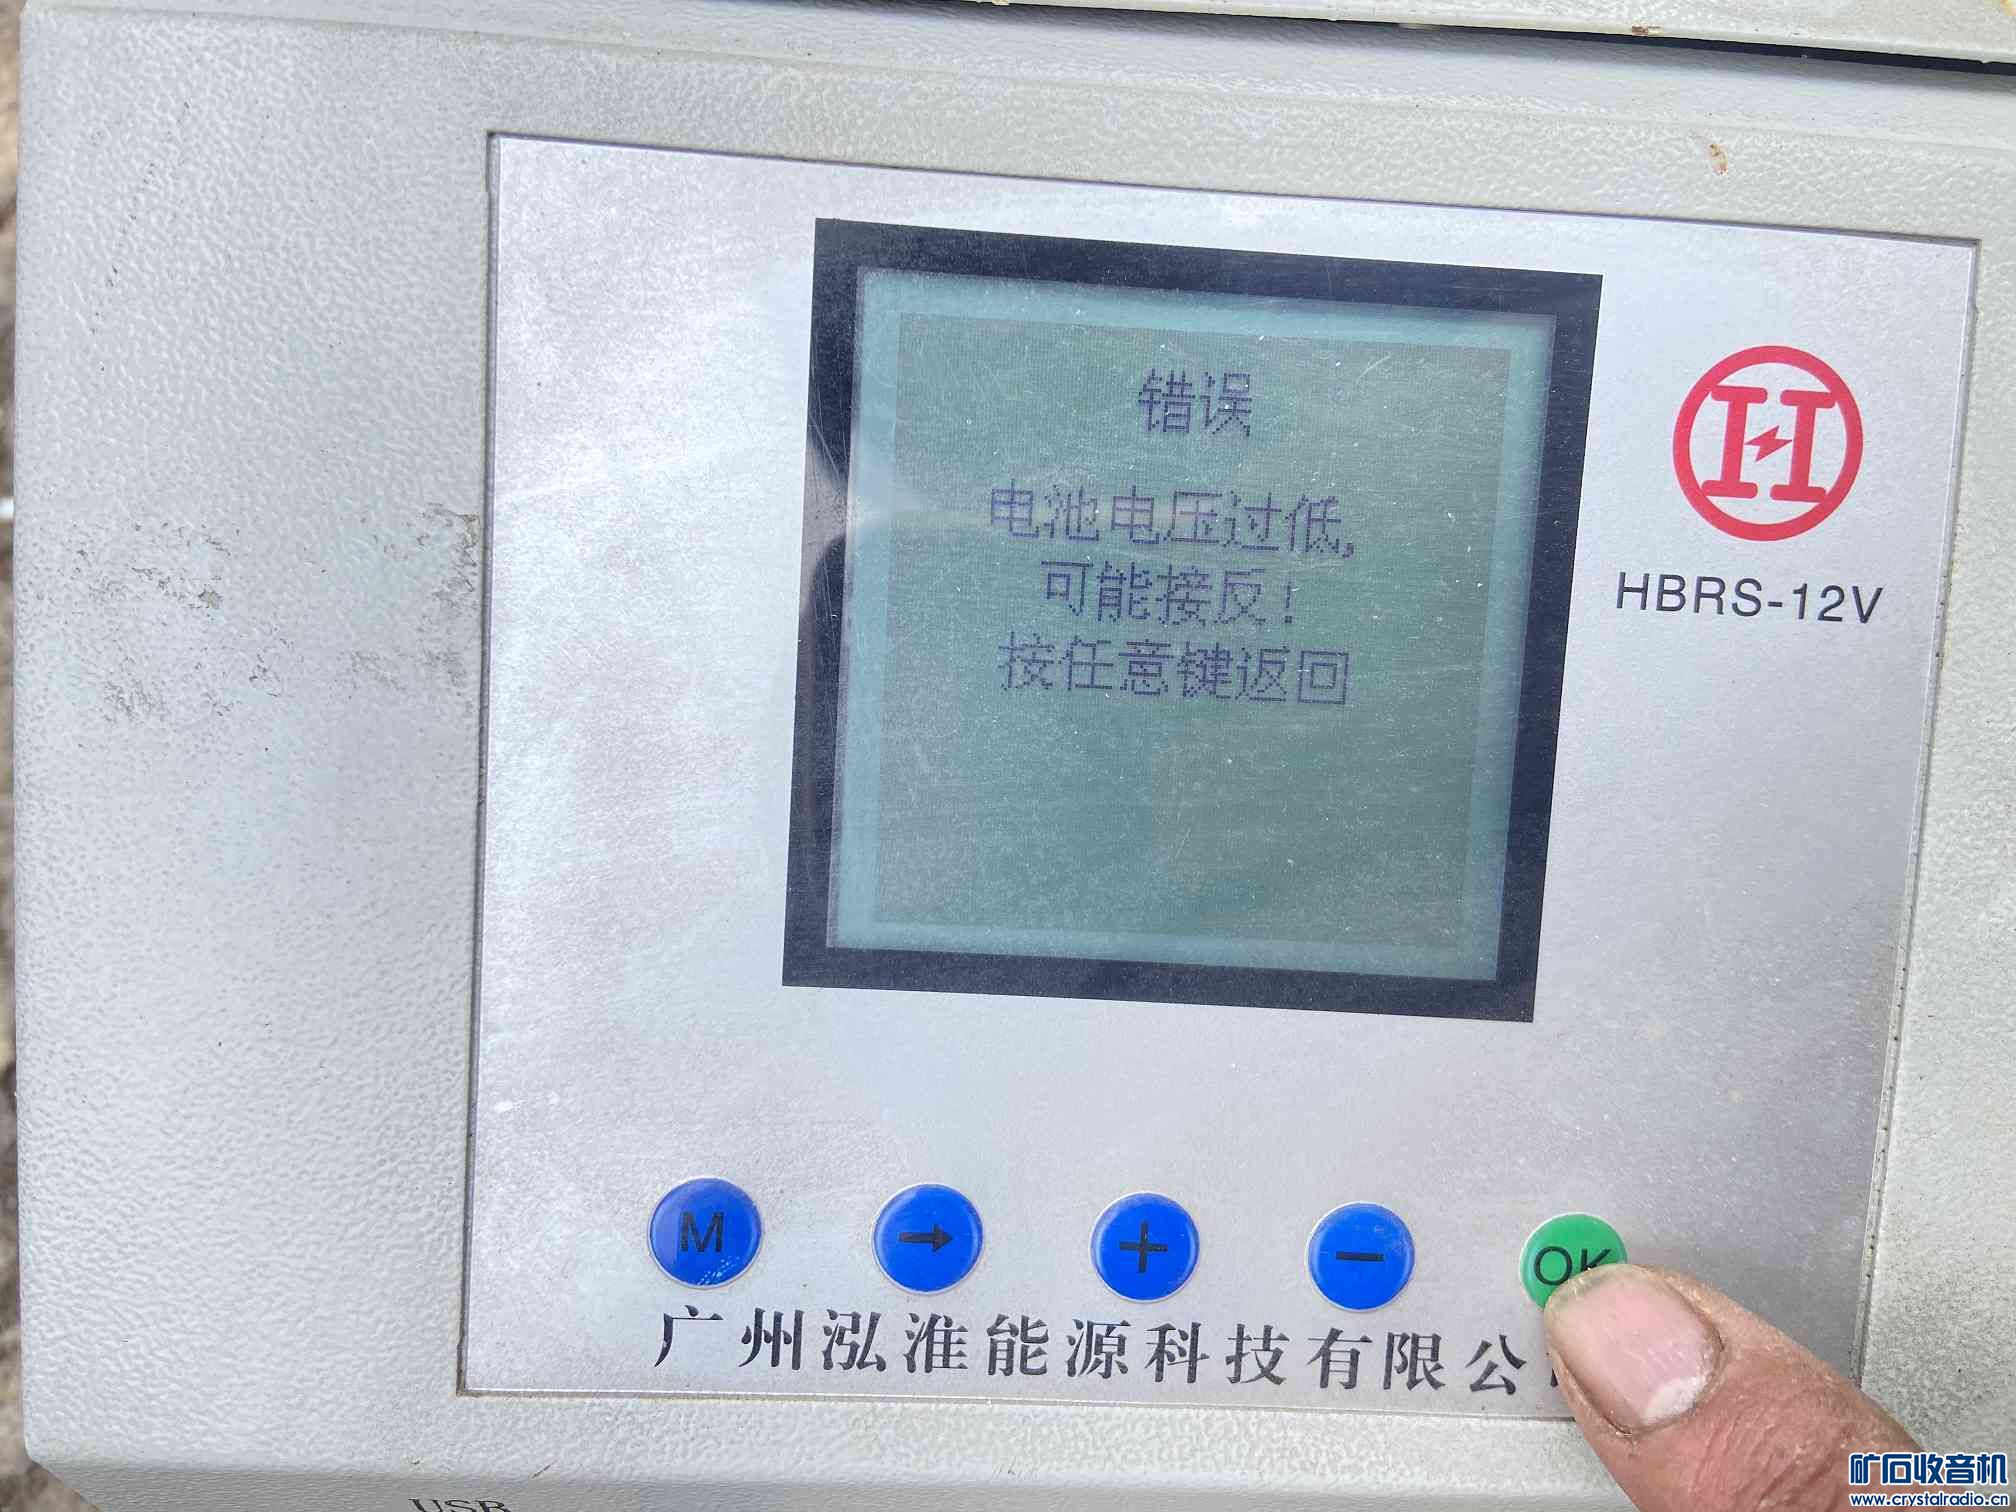 错误
电池电压过低,
可能接反!
按任意键返回
HBRS-12V
M → + − OK
广州泓淮能源科技有限公
USB
矿石收音机
www.crystalradio.cn